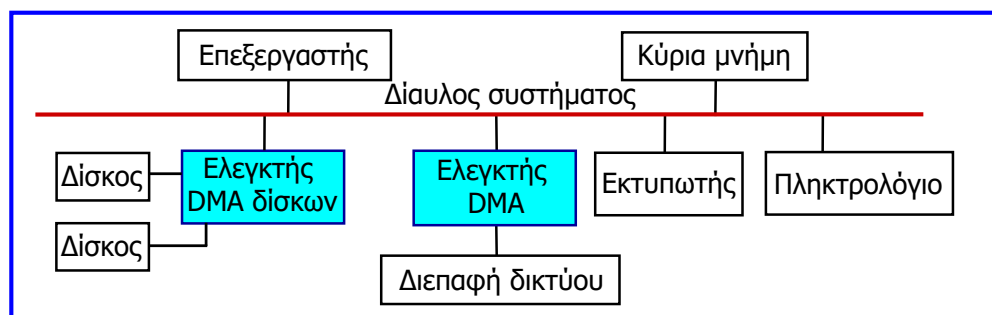 Επεξεργαστής
Κύρια μνήμη
Δίαυλος συστήματος
Δίσκος
Δίσκος
Ελεγκτής
DMA δίσκων
Ελεγκτής
DMA
Εκτυπωτής
Πληκτρολόγιο
Διεπαφή δικτύου